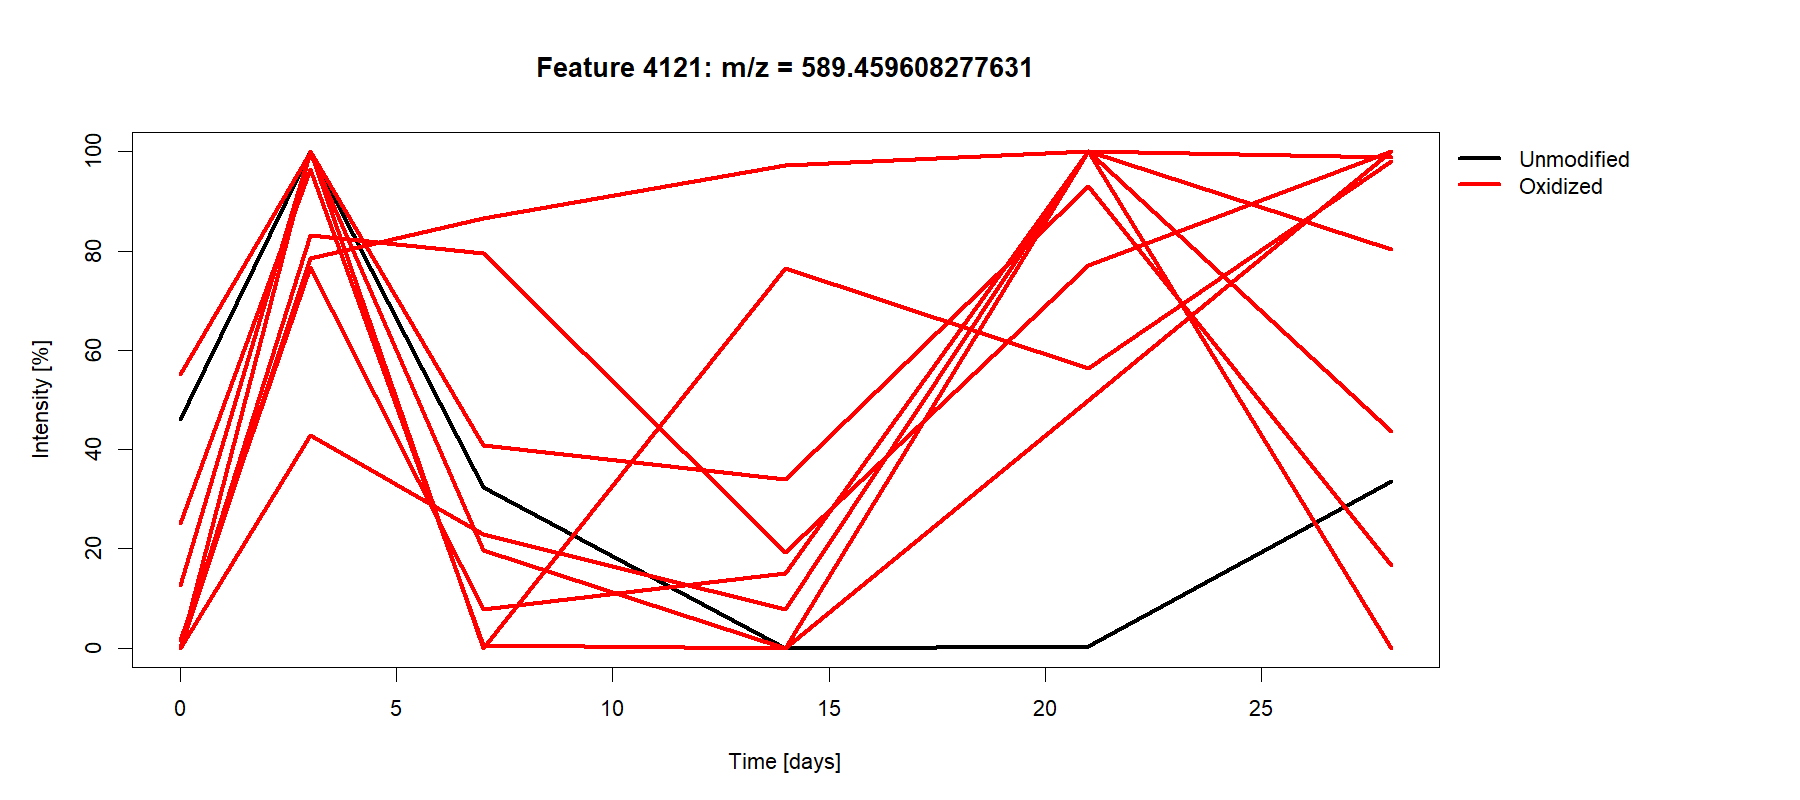 Feature 4121: m/z = 589.459608277631
Unmodified
Oxidized
Intensity [%]
100
80
60
40
20
0
0 5 10 15 20 25
Time [days]